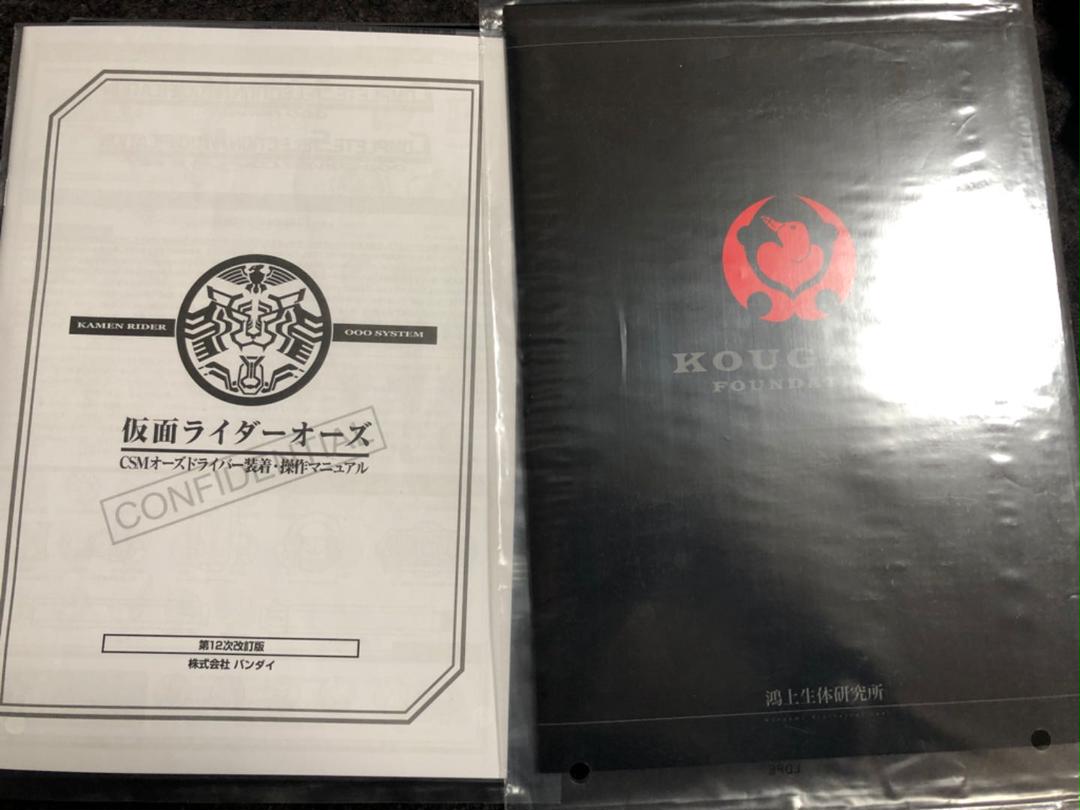 KAMEN RIDER
OOO SYSTEM
仮面ライダーオーズ
CSMオーズドライバー装着・操作マニュアル
CONFIDENTIAL
第12次改訂版
株式会社 バンダイ
FOUNDAT
鴻上生体研究所
LDPE